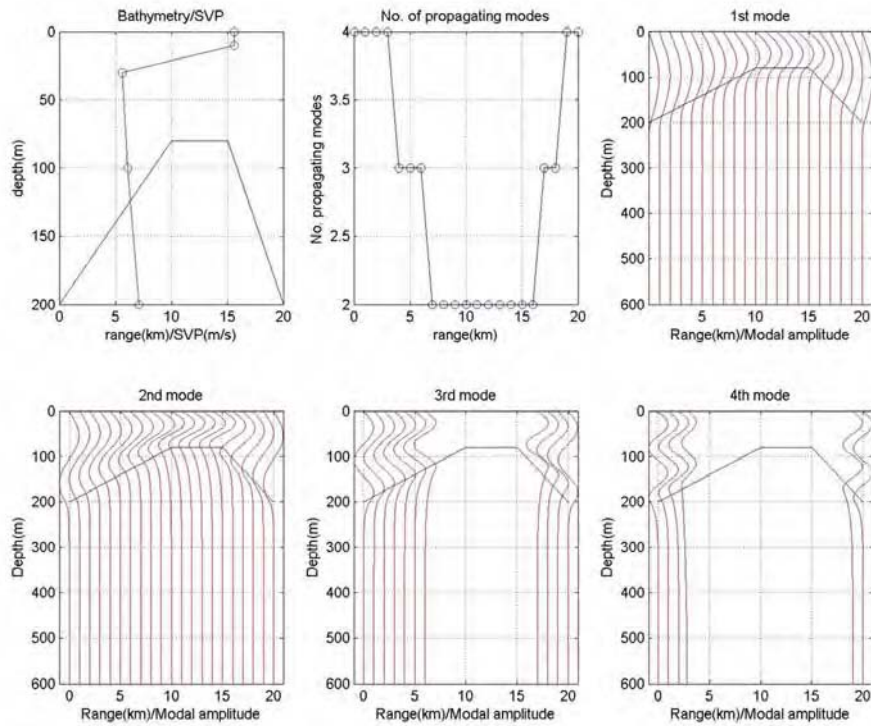 Bathymetry/SVP
0
50
100
150
200
depth(m)
0 5 10 15 20
range(km)/SVP(m/s)
No. of propagating modes
4
3.5
3
2.5
2
No. propagating modes
0 5 10 15 20
range(km)
1st mode
0
100
200
300
400
500
600
Depth(m)
0 5 10 15 20
Range(km)/Modal amplitude
2nd mode
0
100
200
300
400
500
600
Depth(m)
0 5 10 15 20
Range(km)/Modal amplitude
3rd mode
0
100
200
300
400
500
600
Depth(m)
0 5 10 15 20
Range(km)/Modal amplitude
4th mode
0
100
200
300
400
500
600
Depth(m)
0 5 10 15 20
Range(km)/Modal amplitude